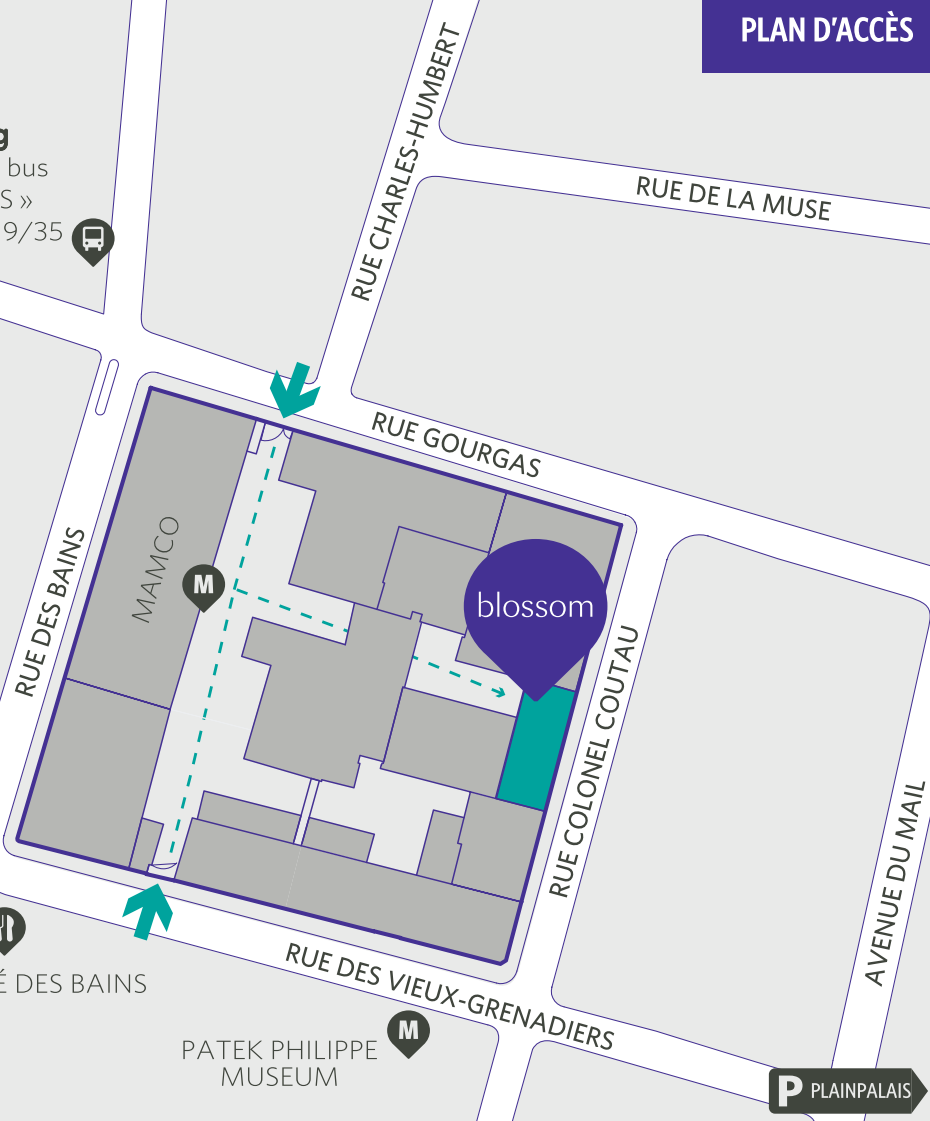 PLAN D'ACCÈS
RUE CHARLES-HUMBERT
g
bus
S »
9/35
RUE DE LA MUSE
RUE GOURGAS
MAMCO
M
RUE DES BAINS
blossom
RUE COLONEL COUTAU
AVENUE DU MAIL
É DES BAINS
RUE DES VIEUX-GRENADIERS
M
PATEK PHILIPPE
MUSEUM
P PLAINPALAIS